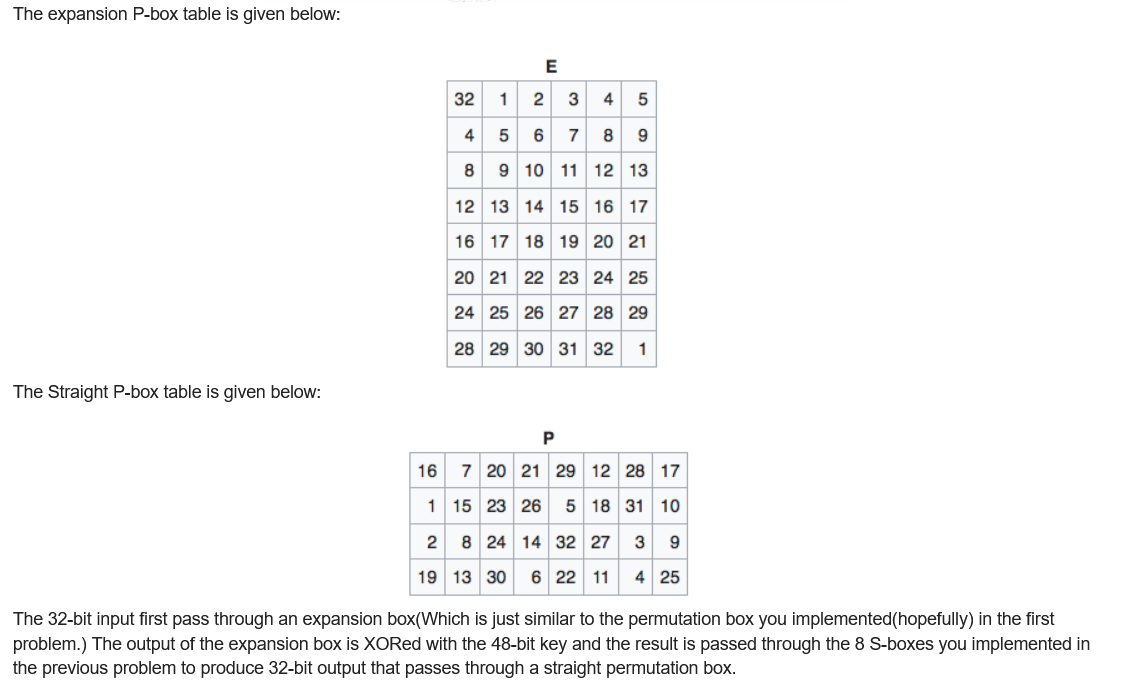 The expansion P-box table is given below:
E
32 1 2 3 4 5
4 5 6 7 8 9
8 9 10 11 12 13
12 13 14 15 16 17
16 17 18 19 20 21
20 21 22 23 24 25
24 25 26 27 28 29
28 29 30 31 32 1
The Straight P-box table is given below:
P
16 7 20 21 29 12 28 17
1 15 23 26 5 18 31 10
2 8 24 14 32 27 3 9
19 13 30 6 22 11 4 25
The 32-bit input first pass through an expansion box(Which is just similar to the permutation box you implemented(hopefully) in the first
problem.) The output of the expansion box is XORed with the 48-bit key and the result is passed through the 8 S-boxes you implemented in
the previous problem to produce 32-bit output that passes through a straight permutation box.